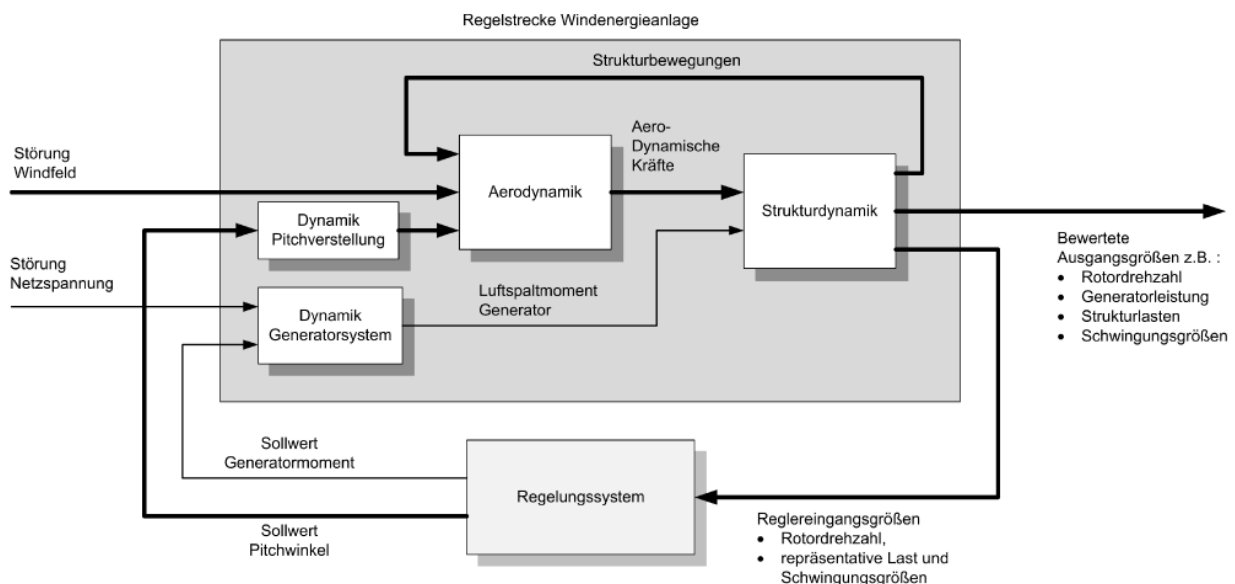 Regelstrecke Windenergieanlage
Strukturbewegungen
Störung
Windfeld
Aero-
Dynamische
Kräfte
Aerodynamik
Strukturdynamik
Dynamik
Pitchverstellung
Störung
Netzspannung
Dynamik
Generatorsystem
Luftspaltmoment
Generator
Bewertete
Ausgangsgrößen z.B. :
• Rotordrehzahl
• Generatorleistung
• Strukturlasten
• Schwingungsgrößen
Sollwert
Generatormoment
Regelungssystem
Sollwert
Pitchwinkel
Reglereingangsgrößen
• Rotordrehzahl,
• repräsentative Last und
Schwingungsgrößen